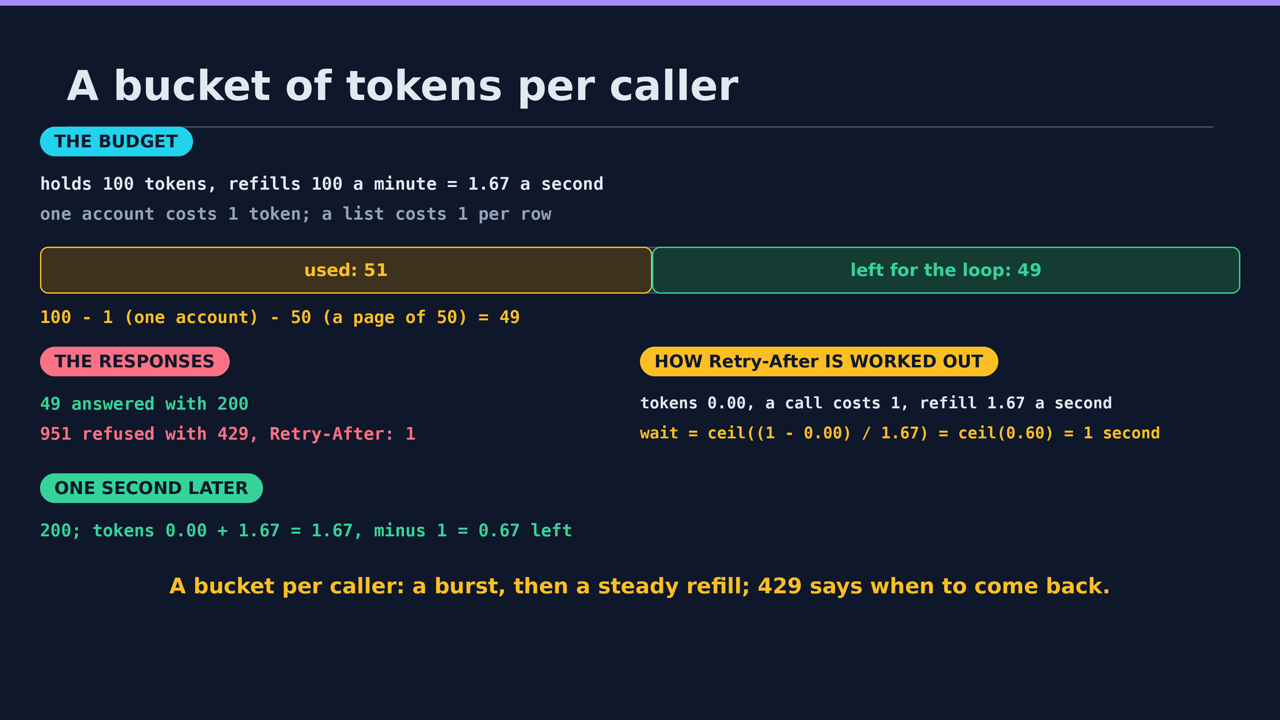 A bucket of tokens per caller
THE BUDGET
holds 100 tokens, refills 100 a minute = 1.67 a second
one account costs 1 token; a list costs 1 per row
used: 51
left for the loop: 49
100 - 1 (one account) - 50 (a page of 50) = 49
THE RESPONSES
49 answered with 200
951 refused with 429, Retry-After: 1
HOW Retry-After IS WORKED OUT
tokens 0.00, a call costs 1, refill 1.67 a second
wait = ceil((1 - 0.00) / 1.67) = ceil(0.60) = 1 second
ONE SECOND LATER
200; tokens 0.00 + 1.67 = 1.67, minus 1 = 0.67 left
A bucket per caller: a burst, then a steady refill; 429 says when to come back.